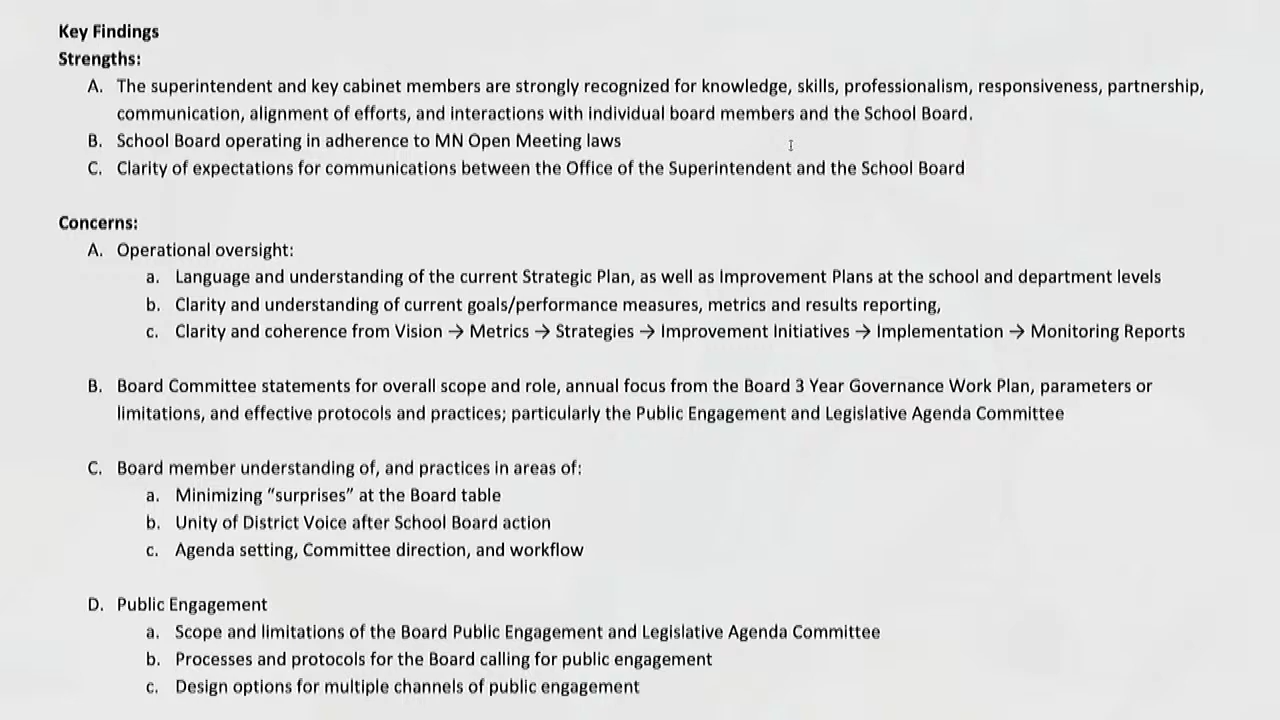 Key Findings
Strengths:
A. The superintendent and key cabinet members are strongly recognized for knowledge, skills, professionalism, responsiveness, partnership,
communication, alignment of efforts, and interactions with individual board members and the School Board.
B. School Board operating in adherence to MN Open Meeting laws
C. Clarity of expectations for communications between the Office of the Superintendent and the School Board
Concerns:
A. Operational oversight:
a. Language and understanding of the current Strategic Plan, as well as Improvement Plans at the school and department levels
b. Clarity and understanding of current goals/performance measures, metrics and results reporting,
c. Clarity and coherence from Vision → Metrics → Strategies → Improvement Initiatives → Implementation → Monitoring Reports
B. Board Committee statements for overall scope and role, annual focus from the Board 3 Year Governance Work Plan, parameters or
limitations, and effective protocols and practices; particularly the Public Engagement and Legislative Agenda Committee
C. Board member understanding of, and practices in areas of:
a. Minimizing “surprises” at the Board table
b. Unity of District Voice after School Board action
c. Agenda setting, Committee direction, and workflow
D. Public Engagement
a. Scope and limitations of the Board Public Engagement and Legislative Agenda Committee
b. Processes and protocols for the Board calling for public engagement
c. Design options for multiple channels of public engagement